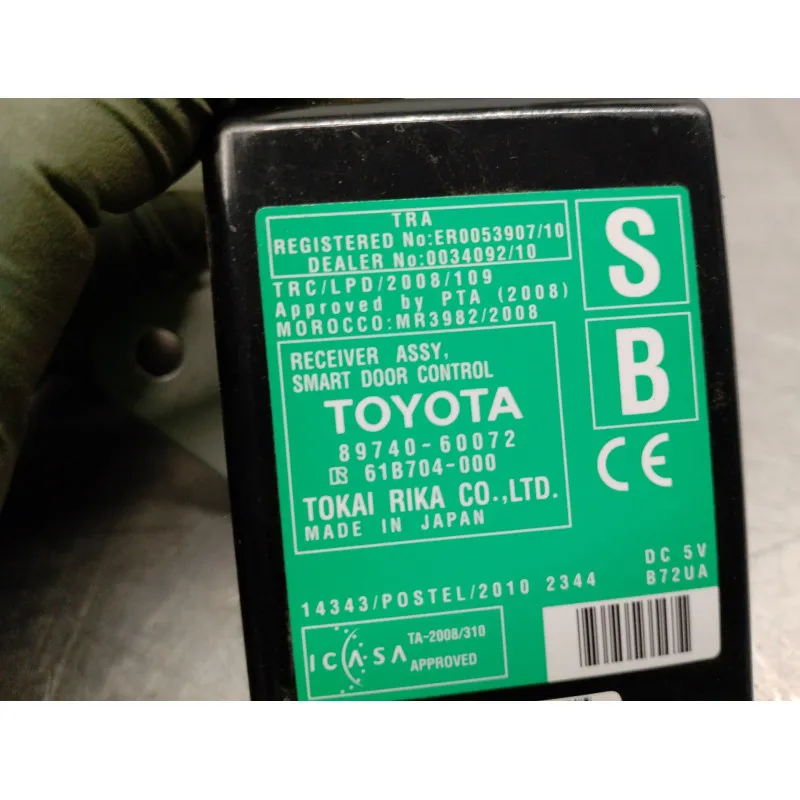 TRA
REGISTERED No:ER0053907/10
DEALER No:0034092/10
TRC/LPD/2008/109
Approved by PTA (2008)
MOROCCO:MR3982/2008
S
B
RECEIVER ASSY,
SMART DOOR CONTROL
TOYOTA
89740-60072
61B704-000
TOKAI RIKA CO.,LTD.
MADE IN JAPAN
CE
DC 5V
B72UA
14343/POSTEL/2010 2344
ICASA
TA-2008/310
APPROVED